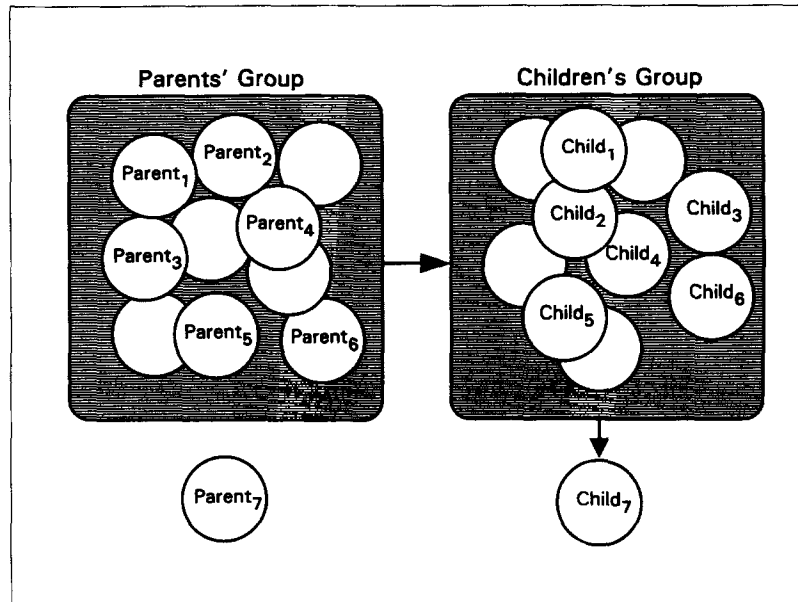 Parents' Group
Children's Group
Parent₁
Parent₂
Parent₃
Parent₄
Parent₅
Parent₆
Child₁
Child₂
Child₃
Child₄
Child₅
Child₆
Parent₇
Child₇